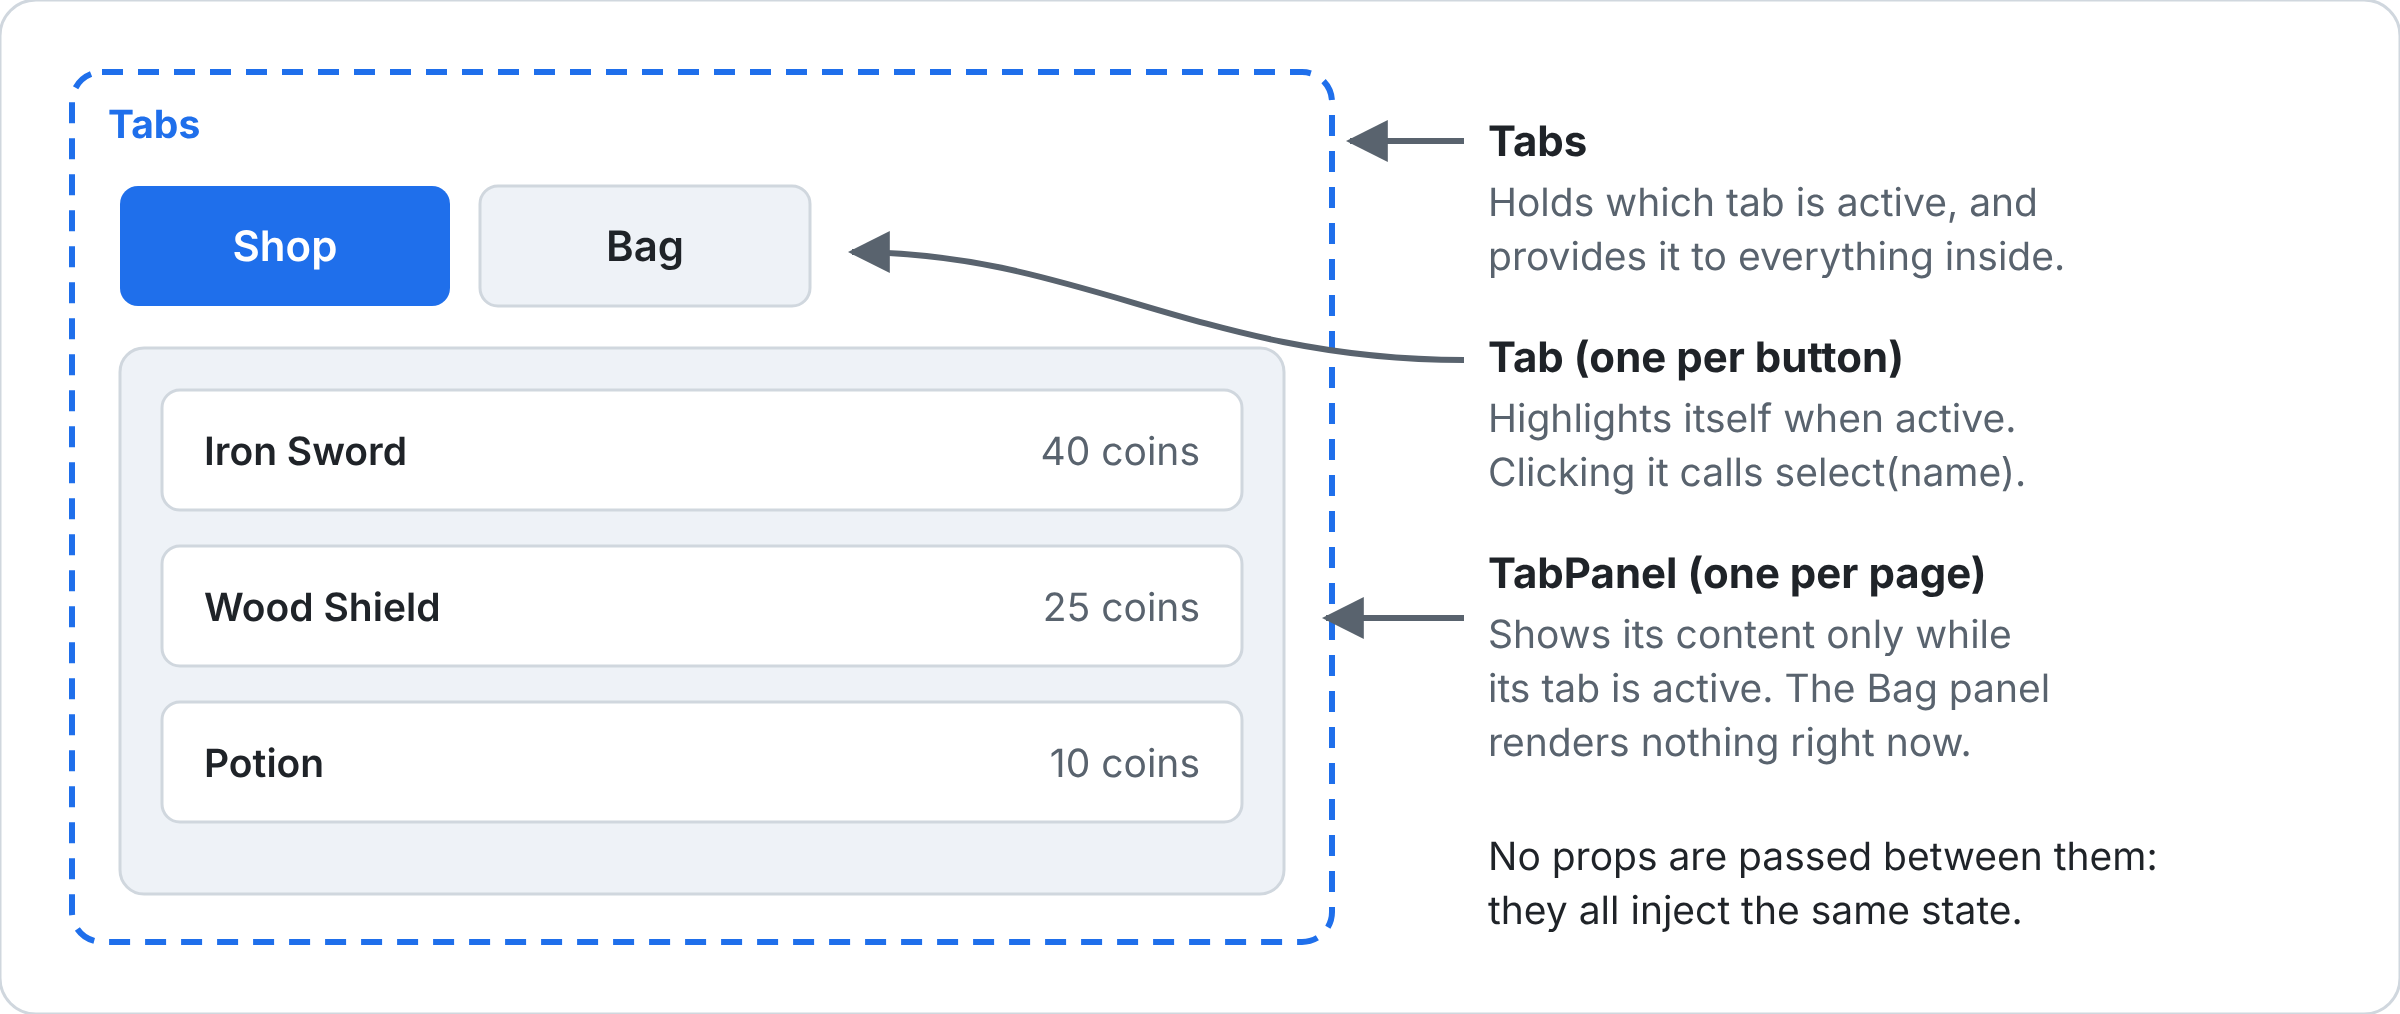 Tabs
Shop
Bag
Iron Sword
40 coins
Wood Shield
25 coins
Potion
10 coins
Tabs
Holds which tab is active, and
provides it to everything inside.
Tab (one per button)
Highlights itself when active.
Clicking it calls select(name).
TabPanel (one per page)
Shows its content only while
its tab is active. The Bag panel
renders nothing right now.
No props are passed between them:
they all inject the same state.